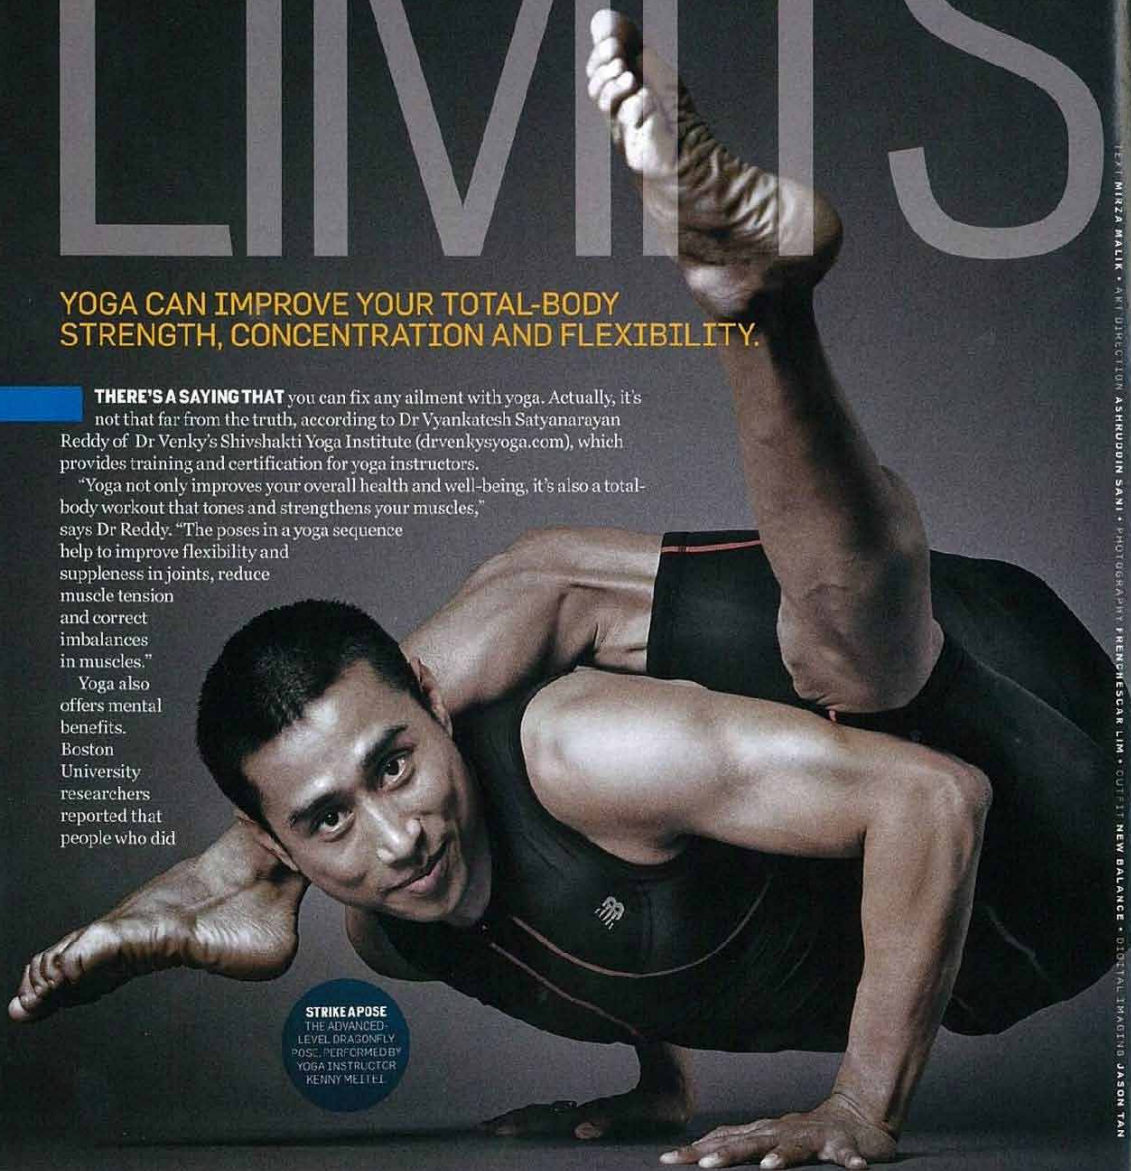 LIMITS
YOGA CAN IMPROVE YOUR TOTAL-BODY
STRENGTH, CONCENTRATION AND FLEXIBILITY.
THERE'S A SAYING THAT you can fix any ailment with yoga. Actually, it's
not that far from the truth, according to Dr Vyankatesh Satyanarayan
Reddy of Dr Venky's Shivshakti Yoga Institute (drvenkysyoga.com), which
provides training and certification for yoga instructors.
"Yoga not only improves your overall health and well-being, it's also a total-
body workout that tones and strengthens your muscles,"
says Dr Reddy. "The poses in a yoga sequence
help to improve flexibility and
suppleness in joints, reduce
muscle tension
and correct
imbalances
in muscles."
Yoga also
offers mental
benefits.
Boston
University
researchers
reported that
people who did
STRIKE A POSE
THE ADVANCED-
LEVEL DRAGONFLY
POSE, PERFORMED BY
YOGA INSTRUCTOR
KENNY MEITEI.
TEXT MIRZA MALIK • ART DIRECTION ASHRUDDIN SANI • PHOTOGRAPHY FRENCHESCAR LIM • OUTFIT NEW BALANCE • DIGITAL IMAGING JASON TAN